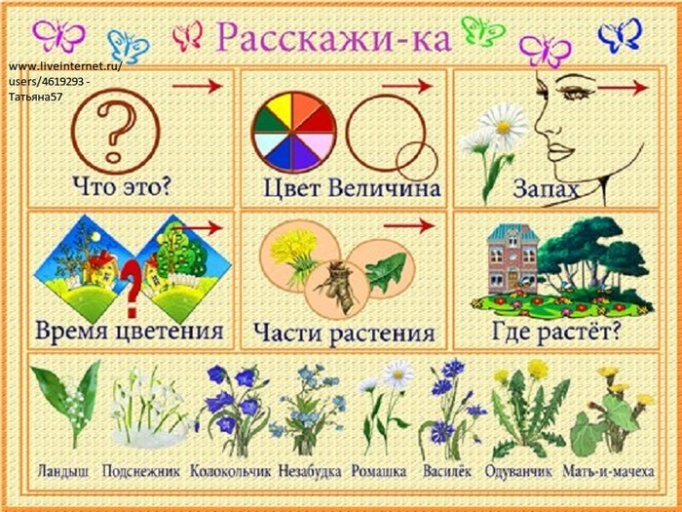 Расскажи-ка
www.liveinternet.ru/
users/4619293 -
Татьяна57
Что это?
Цвет Величина
Запах
Время цветения
Части растения
Где растёт?
Ландыш Подснежник Колокольчик Незабудка Ромашка Василёк Одуванчик Мать-и-мачеха